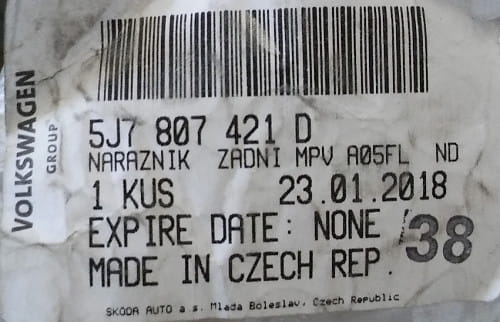 VOLKSWAGEN
GROUP
5J7 807 421 D
NARAZNIK ZADNI MPV A05FL ND
1 KUS 23.01.2018
EXPIRE DATE: NONE
38
MADE IN CZECH REP.
SKODA AUTO a.s. Mlada Boleslav, Czech Republic